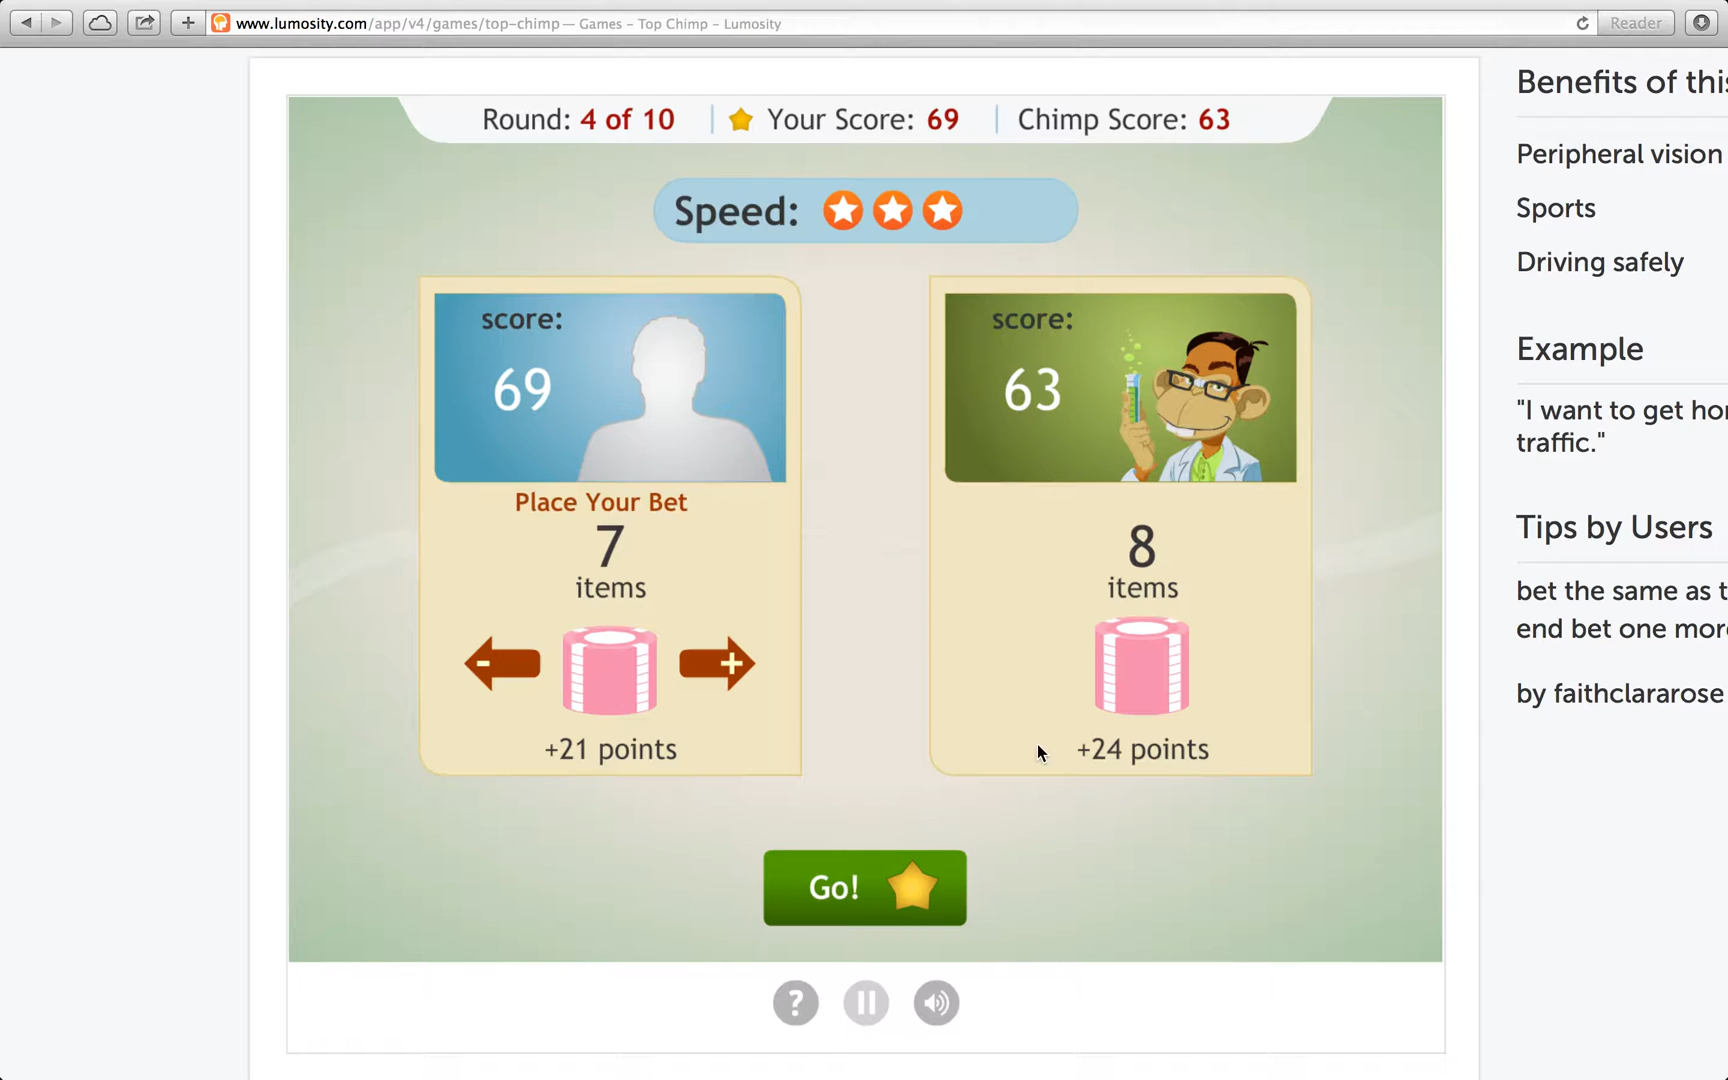 www.lumosity.com/app/v4/games/top-chimp — Games – Top Chimp – Lumosity
Reader
Round: 4 of 10
Your Score: 69
Chimp Score: 63
Speed:
score:
69
Place Your Bet
7
items
-
+
+21 points
score:
63
8
items
+24 points
Go!
?
Benefits of this
Peripheral vision
Sports
Driving safely
Example
"I want to get
traffic."
Tips by Users
bet the same as
end bet one
by faithclararose